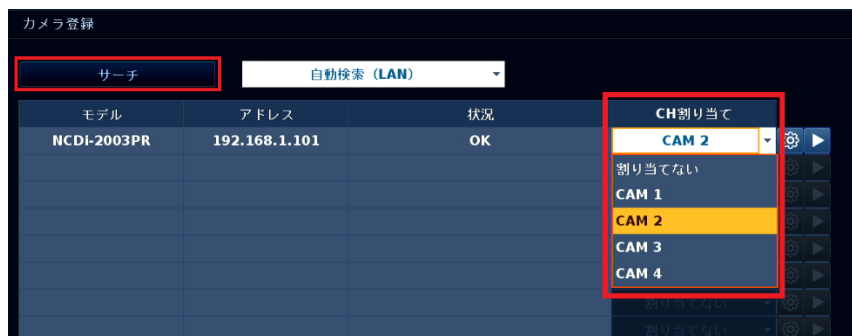 カメラ登録
サーチ 自動検索（LAN）
モデル アドレス 状況 CH割り当て
NCDi-2003PR 192.168.1.101 OK CAM 2
割り当てない
CAM 1
CAM 2
CAM 3
CAM 4
割り当てない
割り当てない